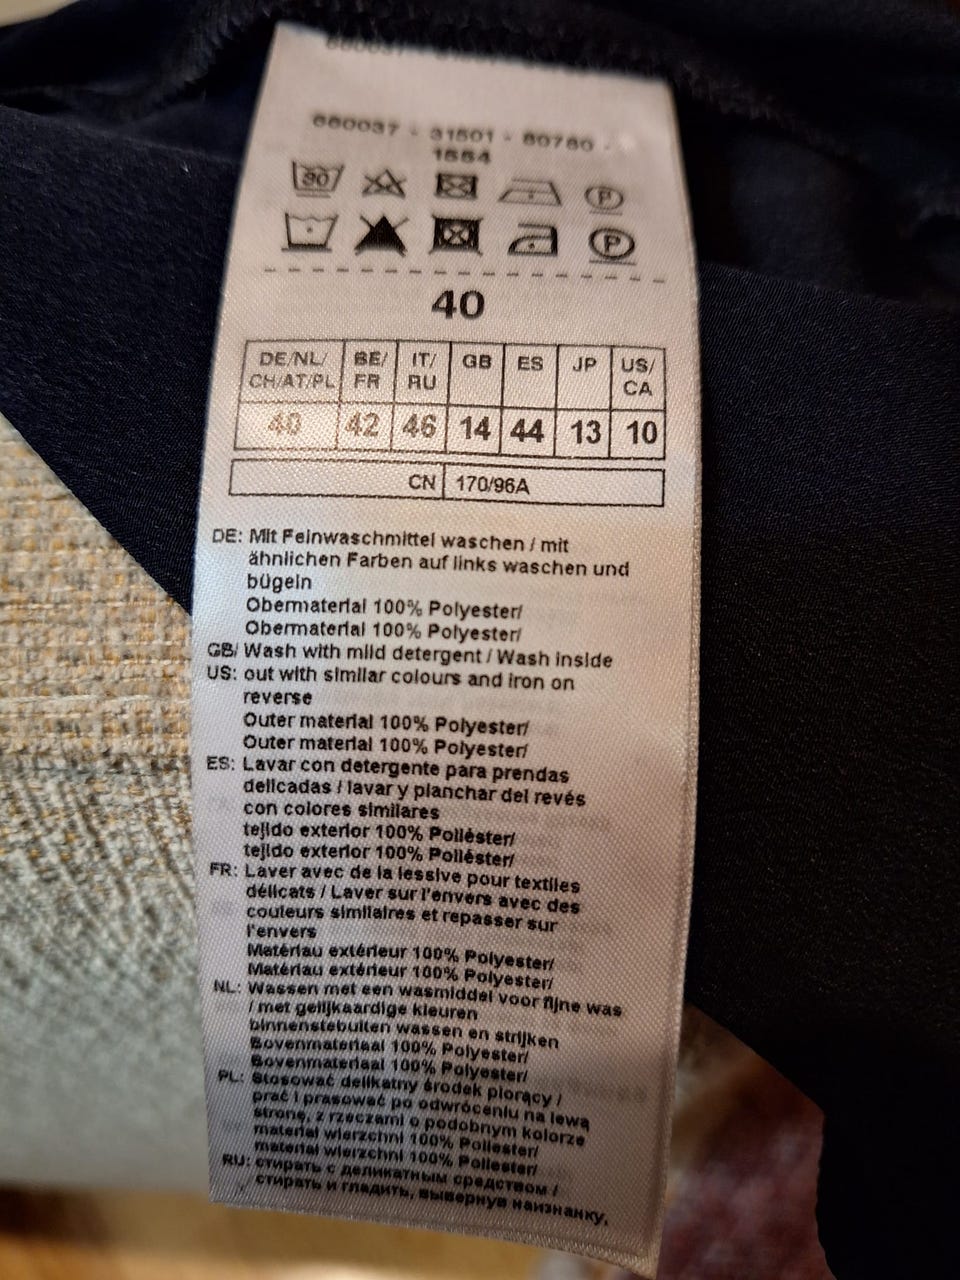 660037 - 31501 - 80780 -
1664
30
P
P
40
DE/NL/ CH/AT/PL BE/ FR IT/ RU GB ES JP US/ CA
40 42 46 14 44 13 10
CN 170/96A
DE: Mit Feinwaschmittel waschen / mit
ähnlichen Farben auf links waschen und
bügeln
Obermaterial 100% Polyester/
Obermaterial 100% Polyester/
GB/ Wash with mild detergent / Wash inside
US: out with similar colours and iron on
reverse
Outer material 100% Polyester/
Outer material 100% Polyester/
ES: Lavar con detergente para prendas
delicadas / lavar y planchar del revés
con colores similares
tejido exterior 100% Poliéster/
tejido exterior 100% Poliéster/
FR: Laver avec de la lessive pour textiles
délicats / Laver sur l'envers avec des
couleurs similaires et repasser sur
l'envers
Matériau extérieur 100% Polyester/
Matériau extérieur 100% Polyester/
NL: Wassen met een wasmiddel voor fijne was
/ met gelijkaardige kleuren
binnenstebuiten wassen en strijken
Bovenmateriaal 100% Polyester/
Bovenmateriaal 100% Polyester/
PL: Stosować delikatny środek piorący /
prać i prasować po odwróceniu na lewą
stronę, z rzeczami o podobnym kolorze
materiał wierzchni 100% Poliester/
materiał wierzchni 100% Poliester/
RU: стирать с деликатным средством /
стирать и гладить, вывернув наизнанку,